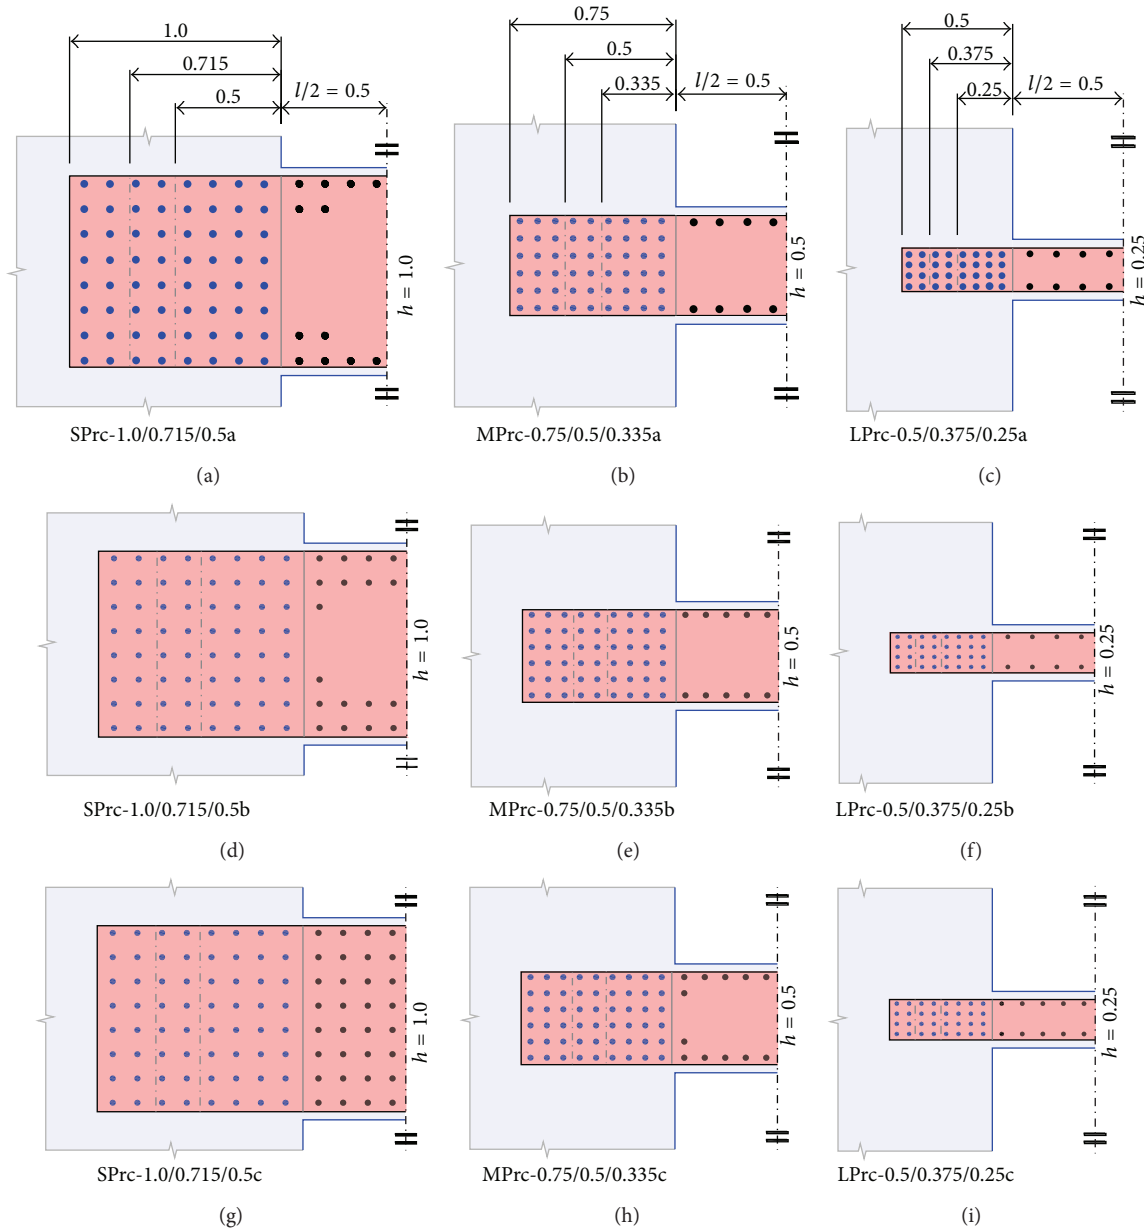 1.0
0.715
0.5
l/2 = 0.5
h = 1.0
SPrc-1.0/0.715/0.5a
(a)
0.75
0.5
0.335
l/2 = 0.5
h = 0.5
MPrc-0.75/0.5/0.335a
(b)
0.5
0.375
0.25
l/2 = 0.5
h = 0.25
LPrc-0.5/0.375/0.25a
(c)
h = 1.0
SPrc-1.0/0.715/0.5b
(d)
h = 0.5
MPrc-0.75/0.5/0.335b
(e)
h = 0.25
LPrc-0.5/0.375/0.25b
(f)
h = 1.0
SPrc-1.0/0.715/0.5c
(g)
h = 0.5
MPrc-0.75/0.5/0.335c
(h)
h = 0.25
LPrc-0.5/0.375/0.25c
(i)